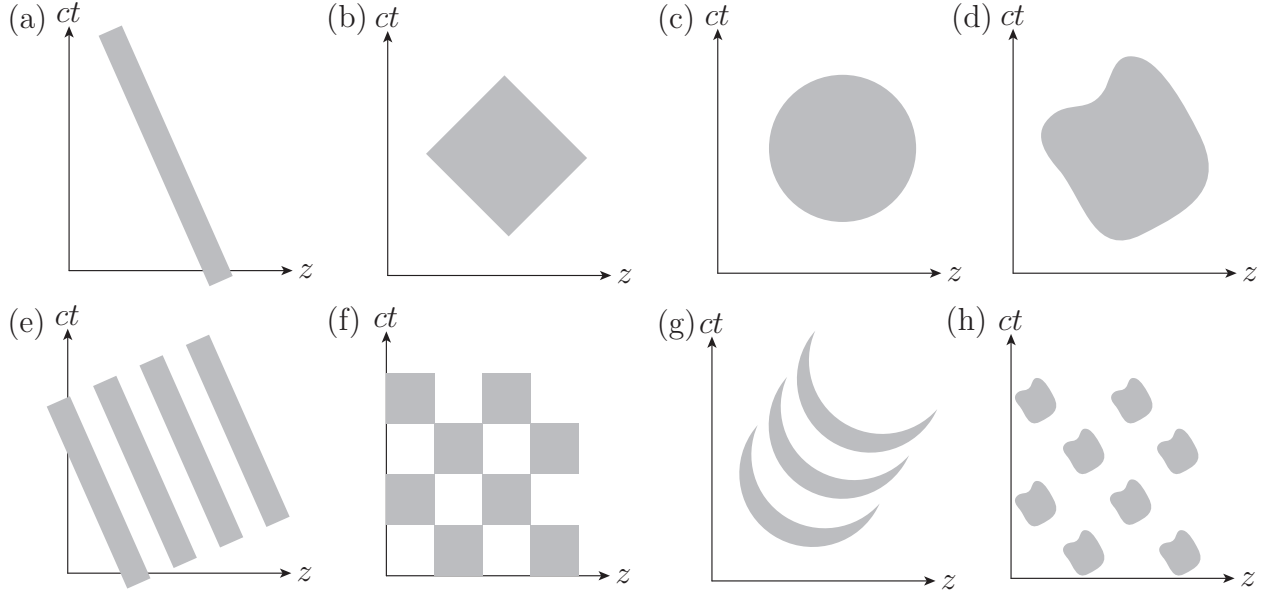 (a) ct
z
(b) ct
z
(c) ct
z
(d) ct
z
(e) ct
z
(f) ct
z
(g) ct
z
(h) ct
z